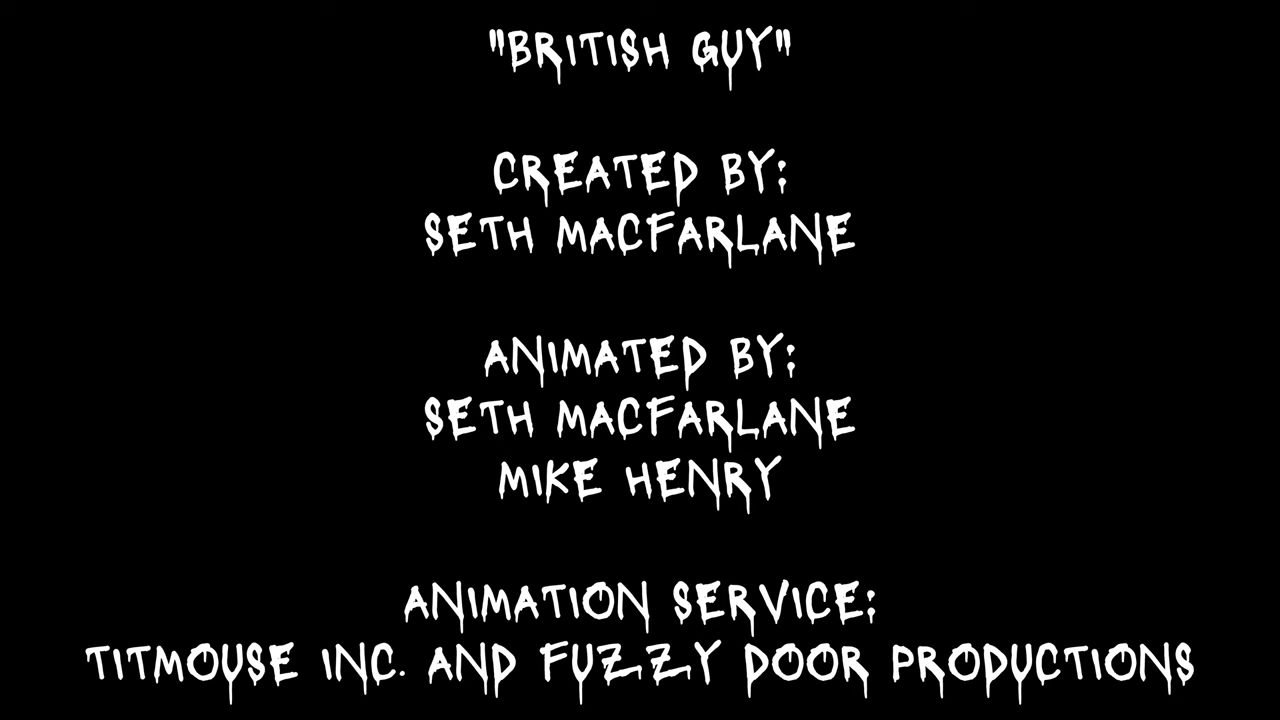 "BRITISH GUY"
CREATED BY:
SETH MACFARLANE
ANIMATED BY:
SETH MACFARLANE
MIKE HENRY
ANIMATION SERVICE:
TITMOUSE INC. AND FUZZY DOOR PRODUCTIONS